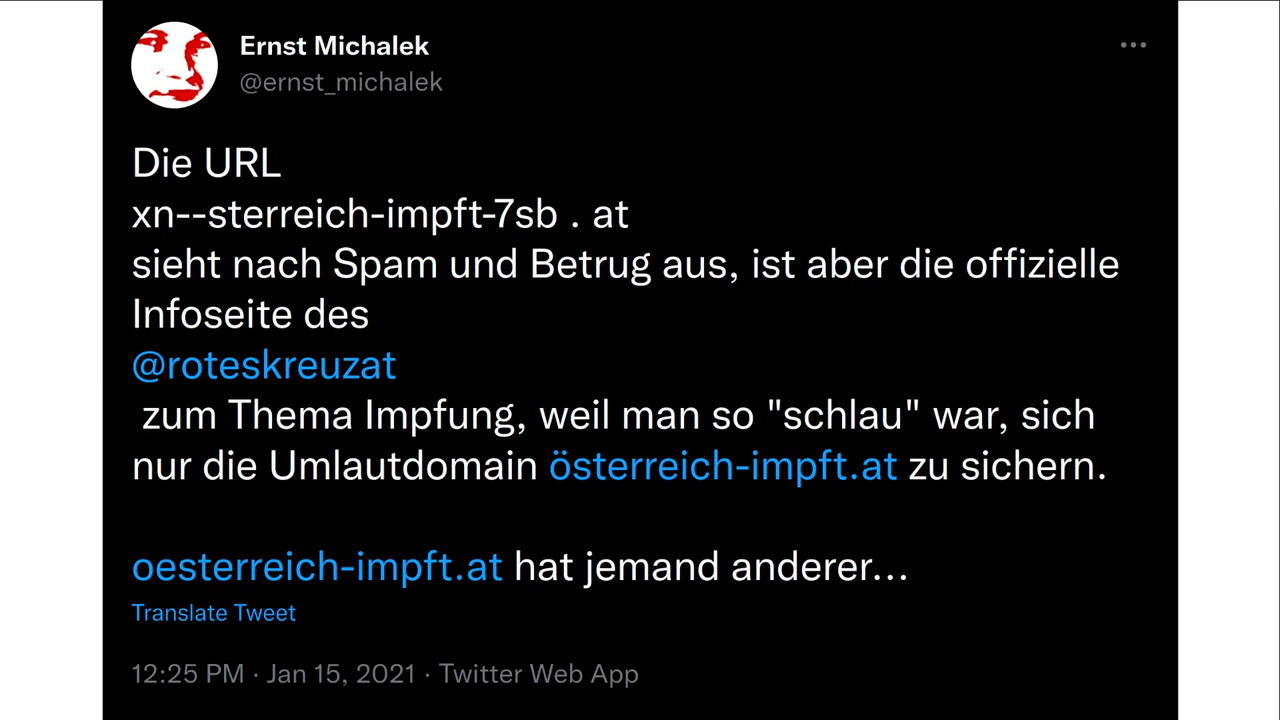 Ernst Michalek
@ernst_michalek
Die URL
xn--sterreich-impft-7sb . at
sieht nach Spam und Betrug aus, ist aber die offizielle
Infoseite des
@roteskreuzat
zum Thema Impfung, weil man so "schlau" war, sich
nur die Umlautdomain österreich-impft.at zu sichern.
oesterreich-impft.at hat jemand anderer...
Translate Tweet
12:25 PM · Jan 15, 2021 · Twitter Web App